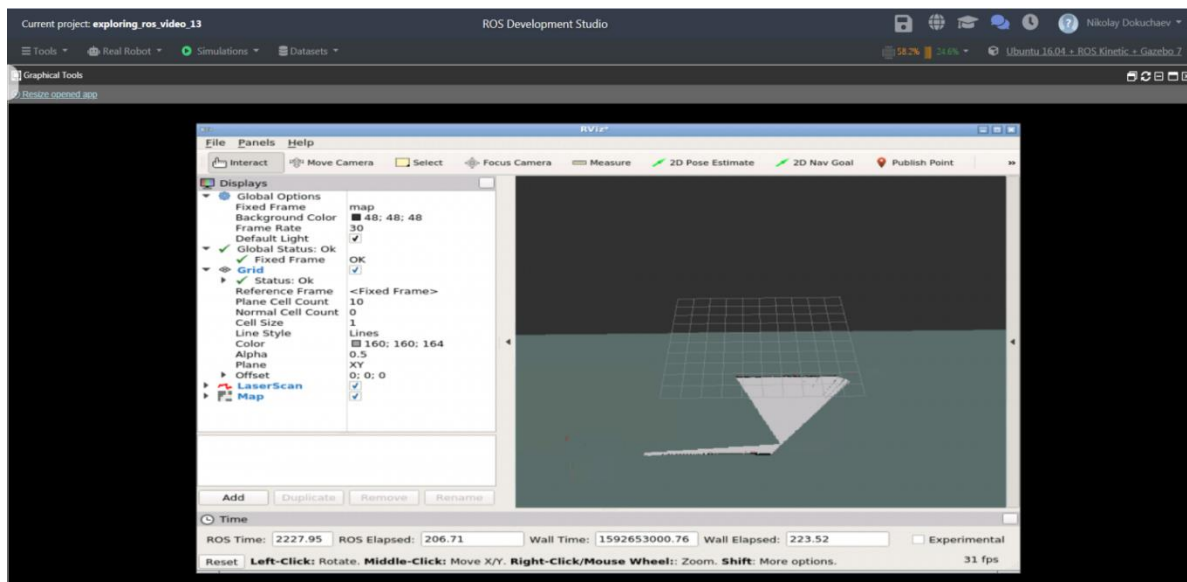 Current project: exploring_ros_video_13 ROS Development Studio Nikolay Dokuchaev
Tools Real Robot Simulations Datasets 58.2% 24.6% Ubuntu 16.04 + ROS Kinetic + Gazebo 7
Graphical Tools
Resize opened app
RViz*
File Panels Help
Interact Move Camera Select Focus Camera Measure 2D Pose Estimate 2D Nav Goal Publish Point »
Displays
Global Options
Fixed Frame map
Background Color 48; 48; 48
Frame Rate 30
Default Light
Global Status: Ok
Fixed Frame OK
Grid
Status: Ok
Reference Frame <Fixed Frame>
Plane Cell Count 10
Normal Cell Count 0
Cell Size 1
Line Style Lines
Color 160; 160; 164
Alpha 0.5
Plane XY
Offset 0; 0; 0
LaserScan
Map
Add Duplicate Remove Rename
Time
ROS Time: 2227.95 ROS Elapsed: 206.71 Wall Time: 1592653000.76 Wall Elapsed: 223.52 Experimental
Reset Left-Click: Rotate. Middle-Click: Move X/Y. Right-Click/Mouse Wheel:: Zoom. Shift: More options. 31 fps